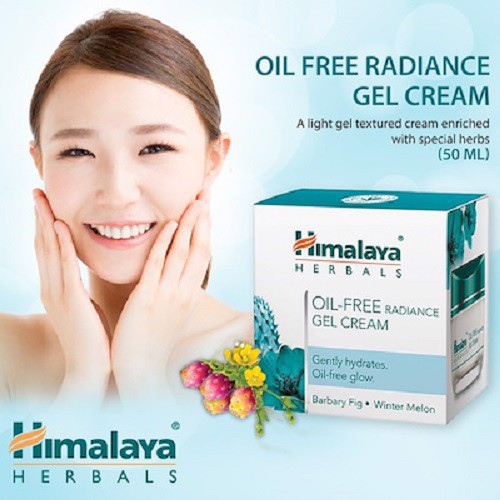 OIL FREE RADIANCE
GEL CREAM
A light gel textured cream enriched
with special herbs
(50 ML)
Himalaya®
HERBALS
OIL-FREE RADIANCE
GEL CREAM
Gently hydrates.
Oil-free glow.
Barbary Fig • Winter Melon
Himalaya®
HERBALS